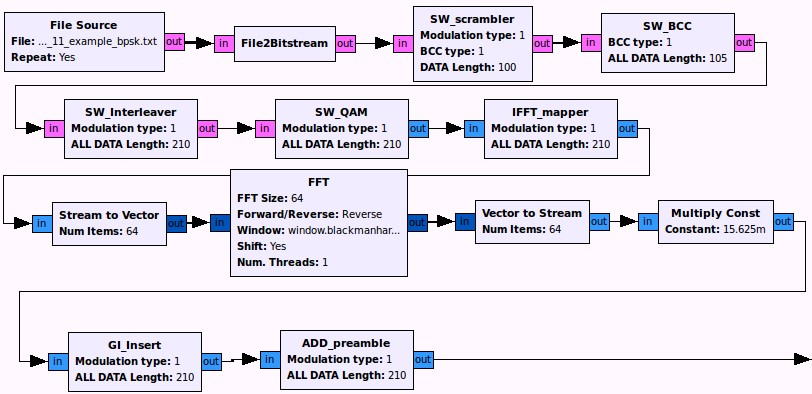 File Source
File: ..._11_example_bpsk.txt
Repeat: Yes
out
in
File2Bitstream
out
in
SW_scrambler
Modulation type: 1
BCC type: 1
DATA Length: 100
out
in
SW_BCC
BCC type: 1
ALL DATA Length: 105
out
in
SW_Interleaver
Modulation type: 1
ALL DATA Length: 210
out
in
SW_QAM
Modulation type: 1
ALL DATA Length: 210
out
in
IFFT_mapper
Modulation type: 1
ALL DATA Length: 210
out
in
Stream to Vector
Num Items: 64
out
in
FFT
FFT Size: 64
Forward/Reverse: Reverse
Window: window.blackmanhar...
Shift: Yes
Num. Threads: 1
out
in
Vector to Stream
Num Items: 64
out
in
Multiply Const
Constant: 15.625m
out
in
GI_Insert
Modulation type: 1
ALL DATA Length: 210
out
in
ADD_preamble
Modulation type: 1
ALL DATA Length: 210
out